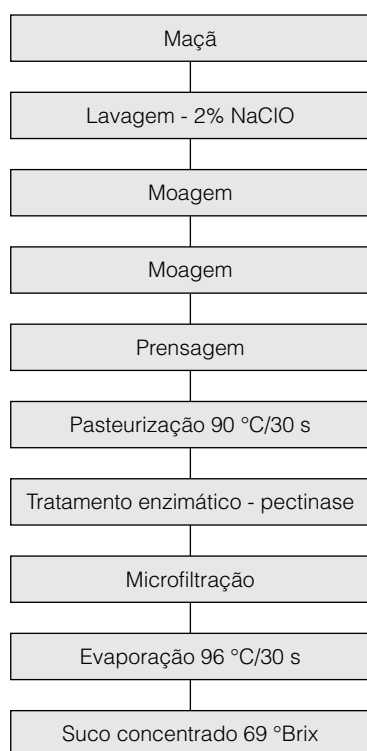 Maçã
Lavagem - 2% NaClO
Moagem
Moagem
Prensagem
Pasteurização 90 °C/30 s
Tratamento enzimático - pectinase
Microfiltração
Evaporação 96 °C/30 s
Suco concentrado 69 °Brix